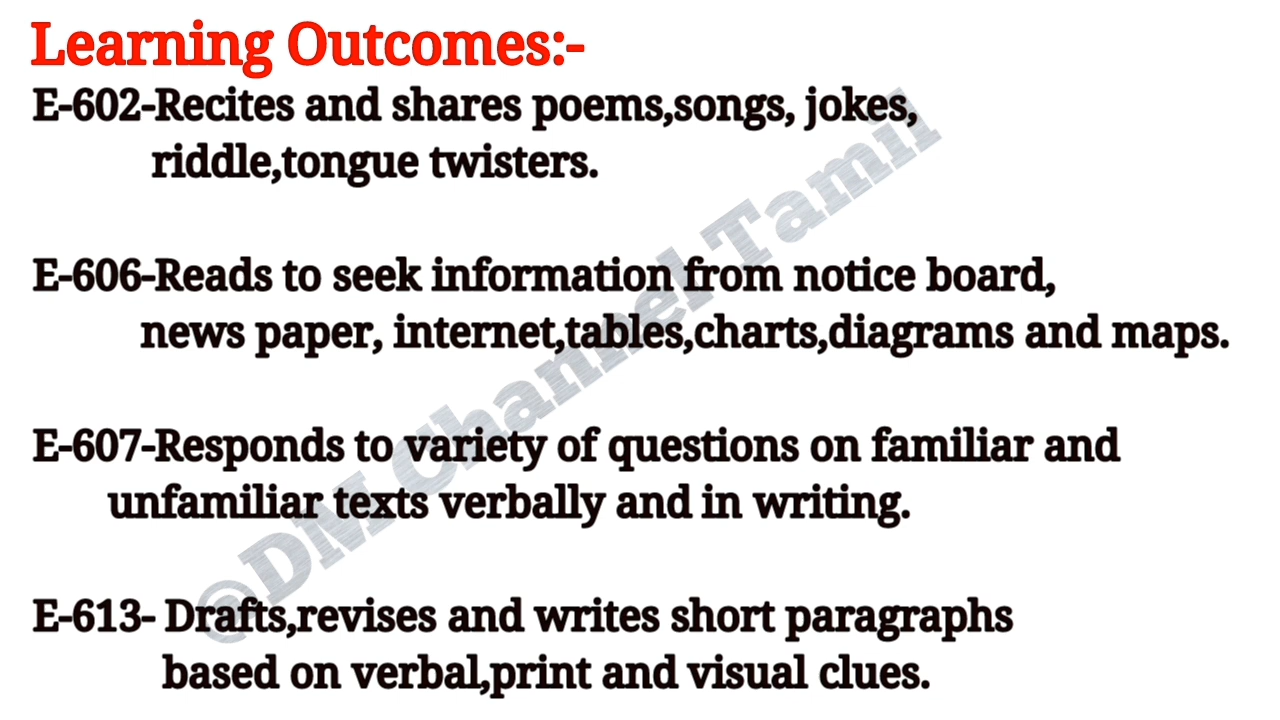 Learning Outcomes:-
E-602-Recites and shares poems,songs, jokes,
riddle,tongue twisters.
E-606-Reads to seek information from notice board,
news paper, internet,tables,charts,diagrams and maps.
E-607-Responds to variety of questions on familiar and
unfamiliar texts verbally and in writing.
E-613- Drafts,revises and writes short paragraphs
based on verbal,print and visual clues.
@DM Channel Tamil